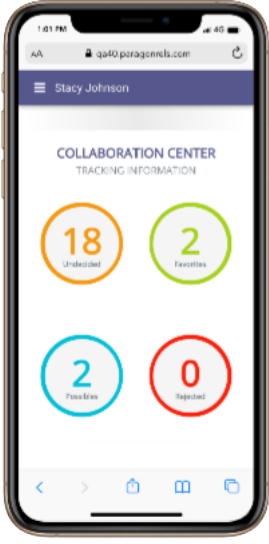 1:01 PM 4G
AA qa40.paragonrels.com
Stacy Johnson
COLLABORATION CENTER
TRACKING INFORMATION
18 2
Undecided Favorites
2 0
Possibles Rejected